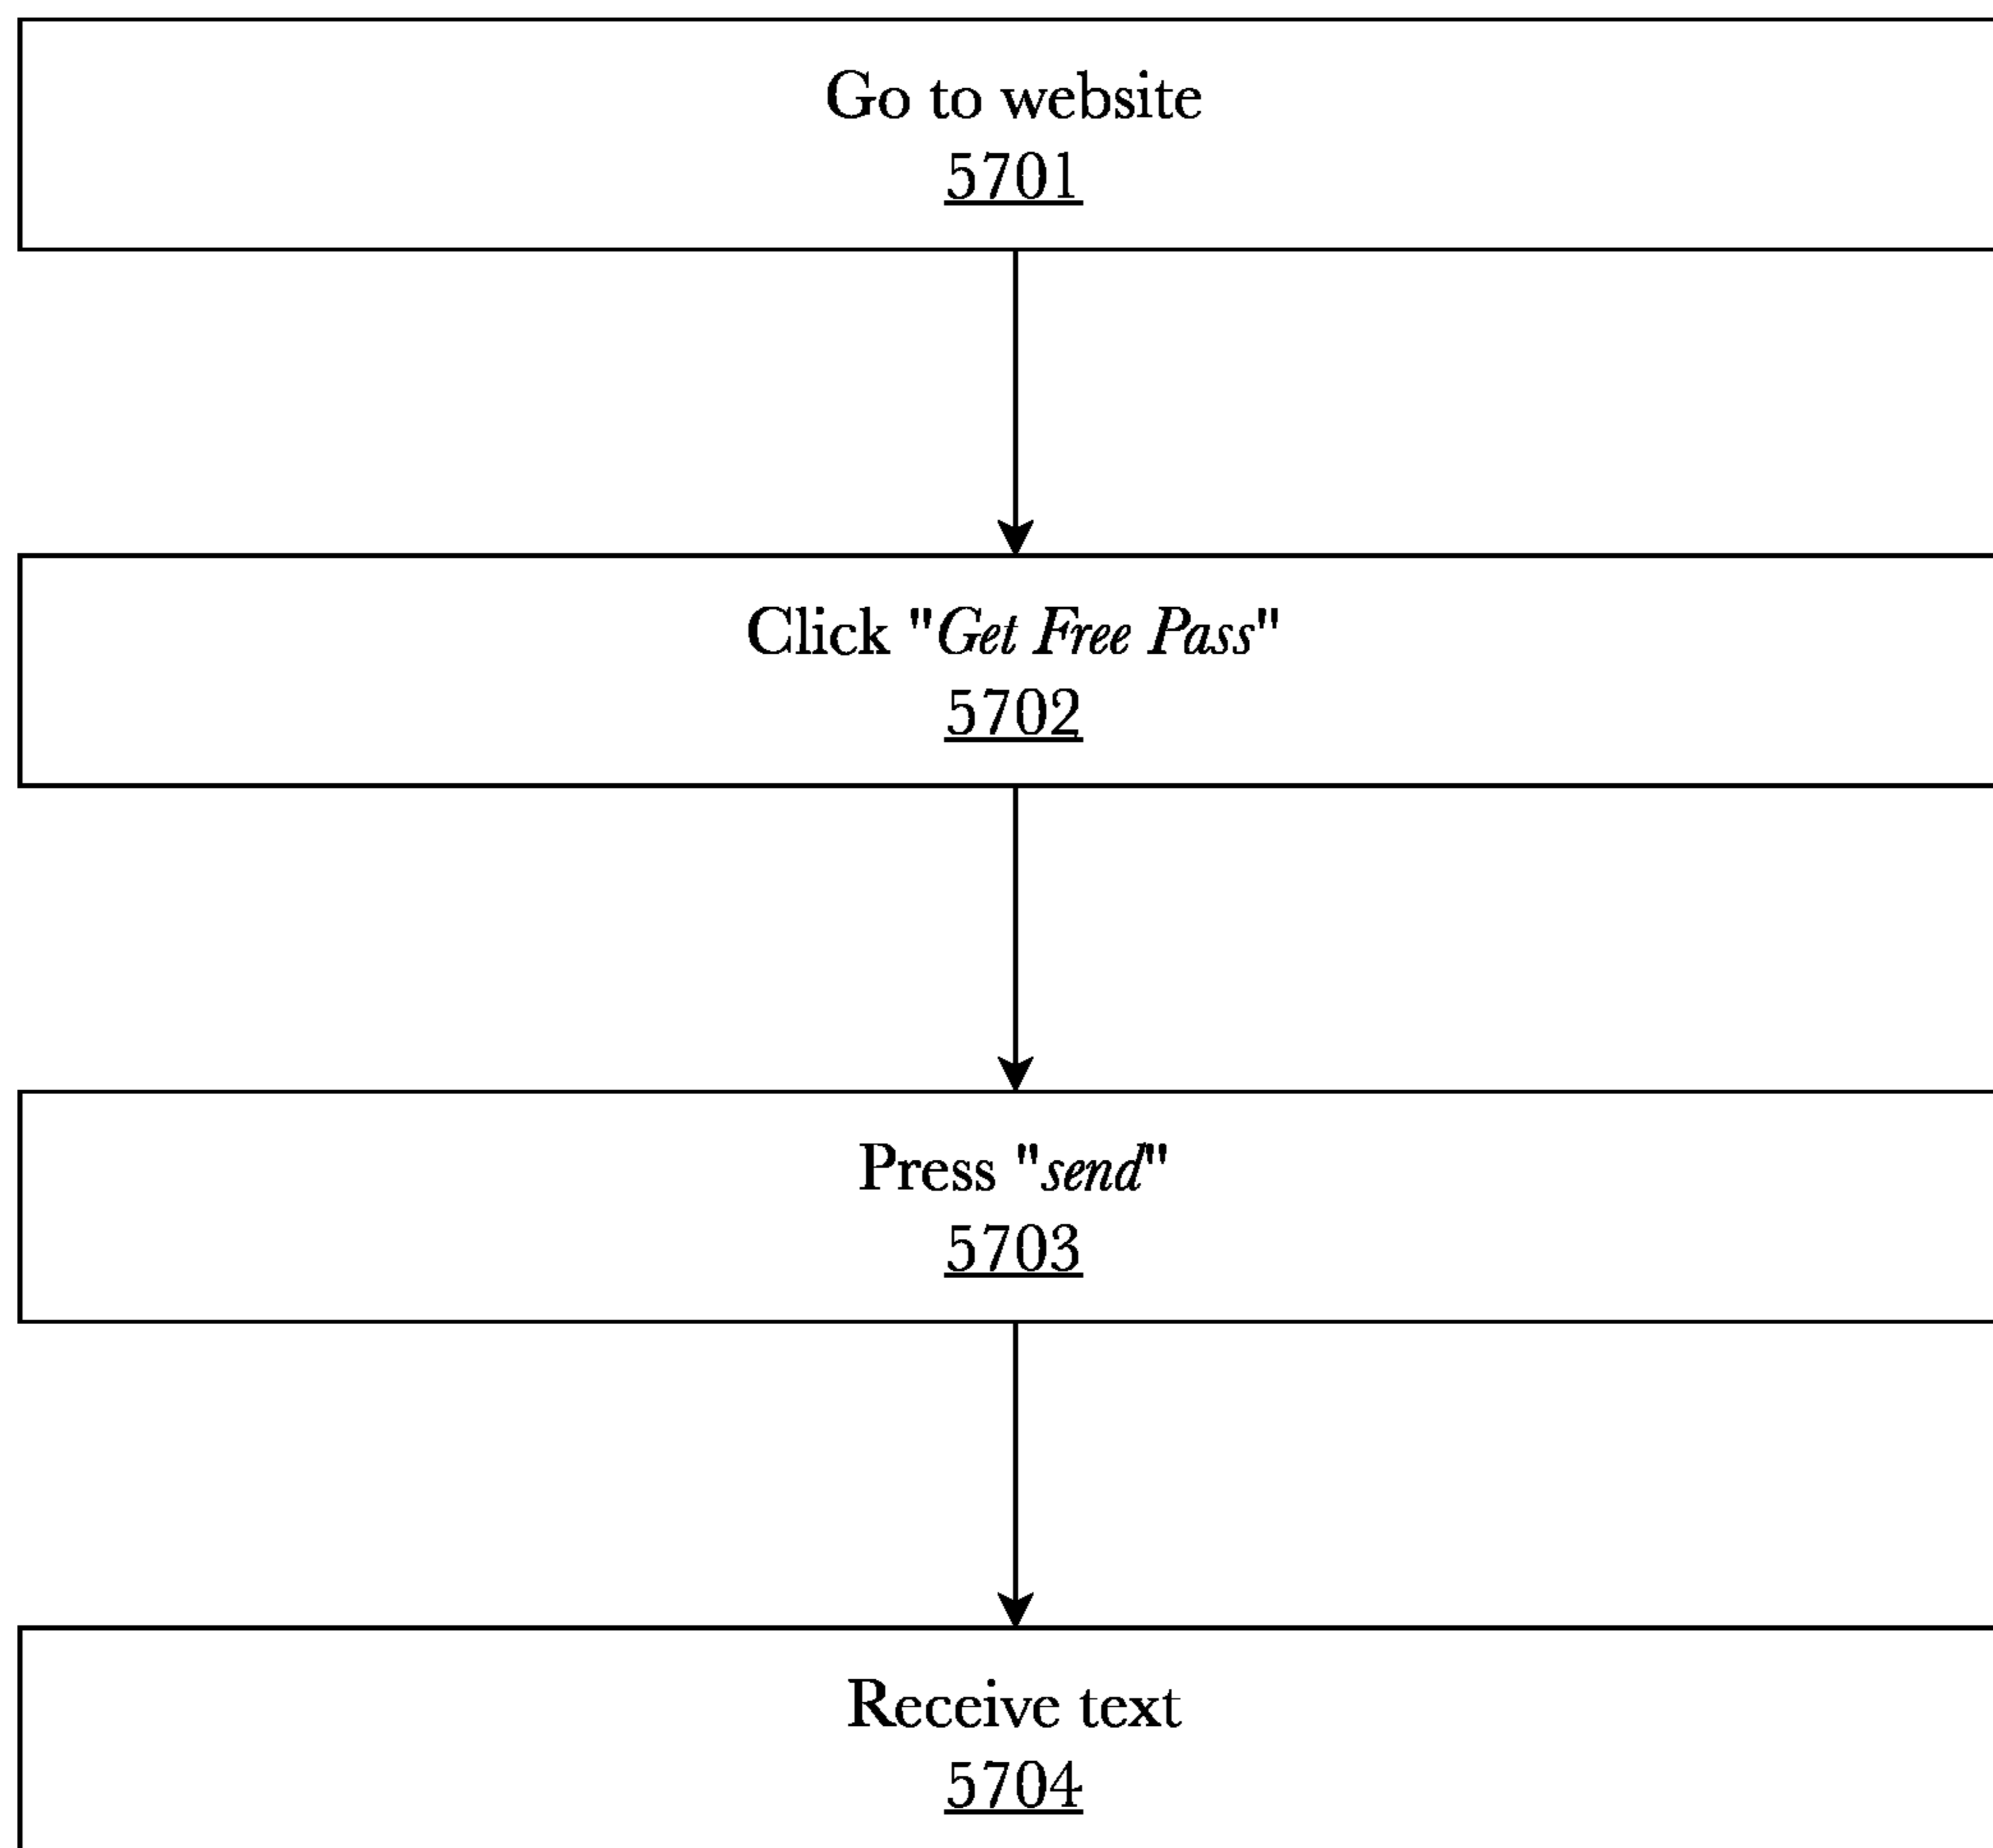 Go to website
5701
Click "Get Free Pass"
5702
Press "send"
5703
Receive text
5704